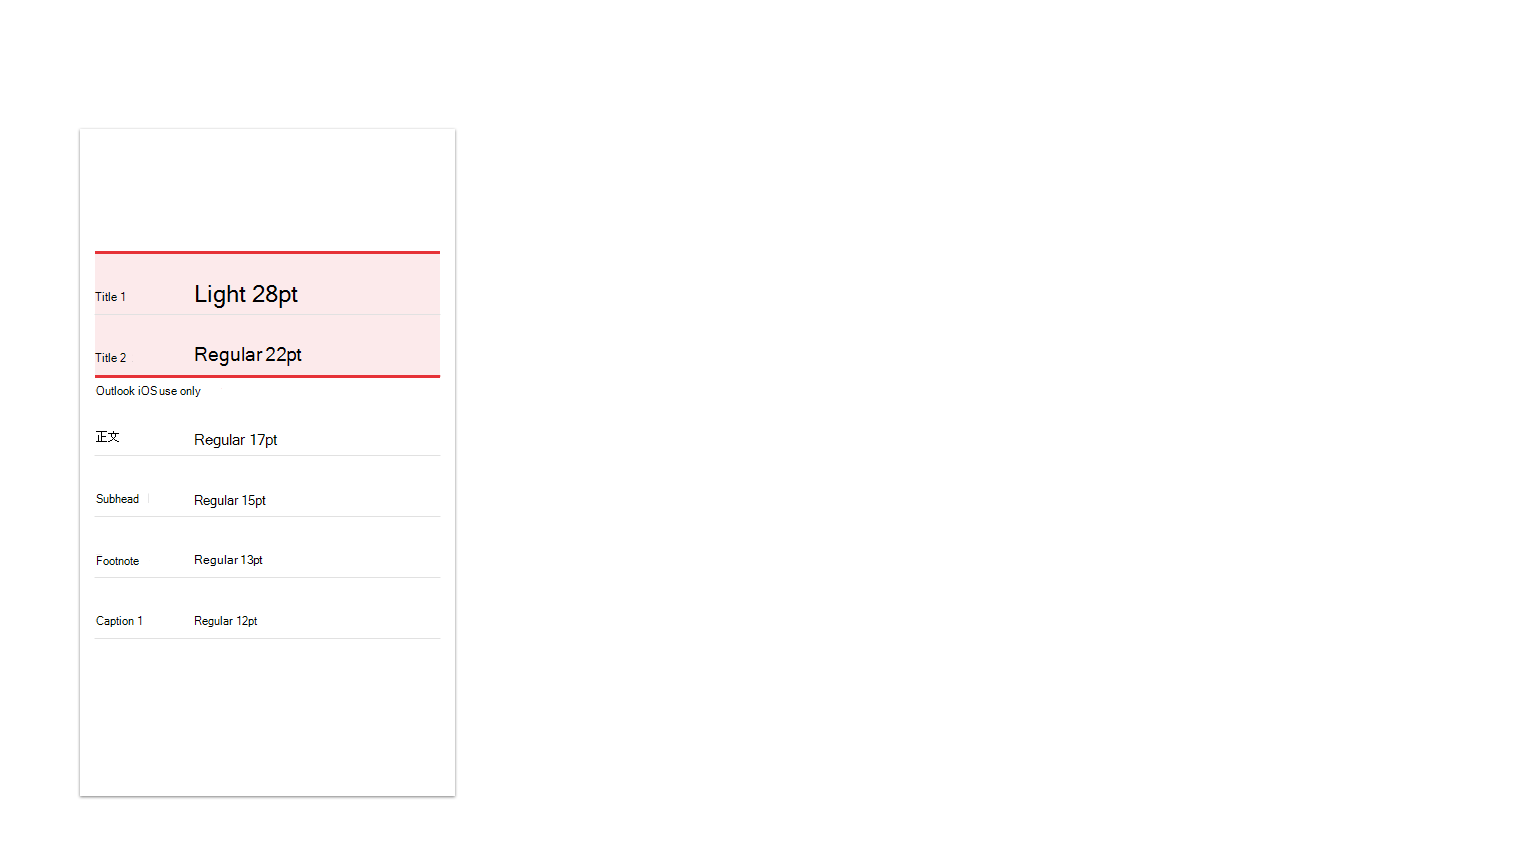 Title 1 Light 28pt
Title 2 Regular 22pt
Outlook iOS use only
正文 Regular 17pt
Subhead Regular 15pt
Footnote Regular 13pt
Caption 1 Regular 12pt